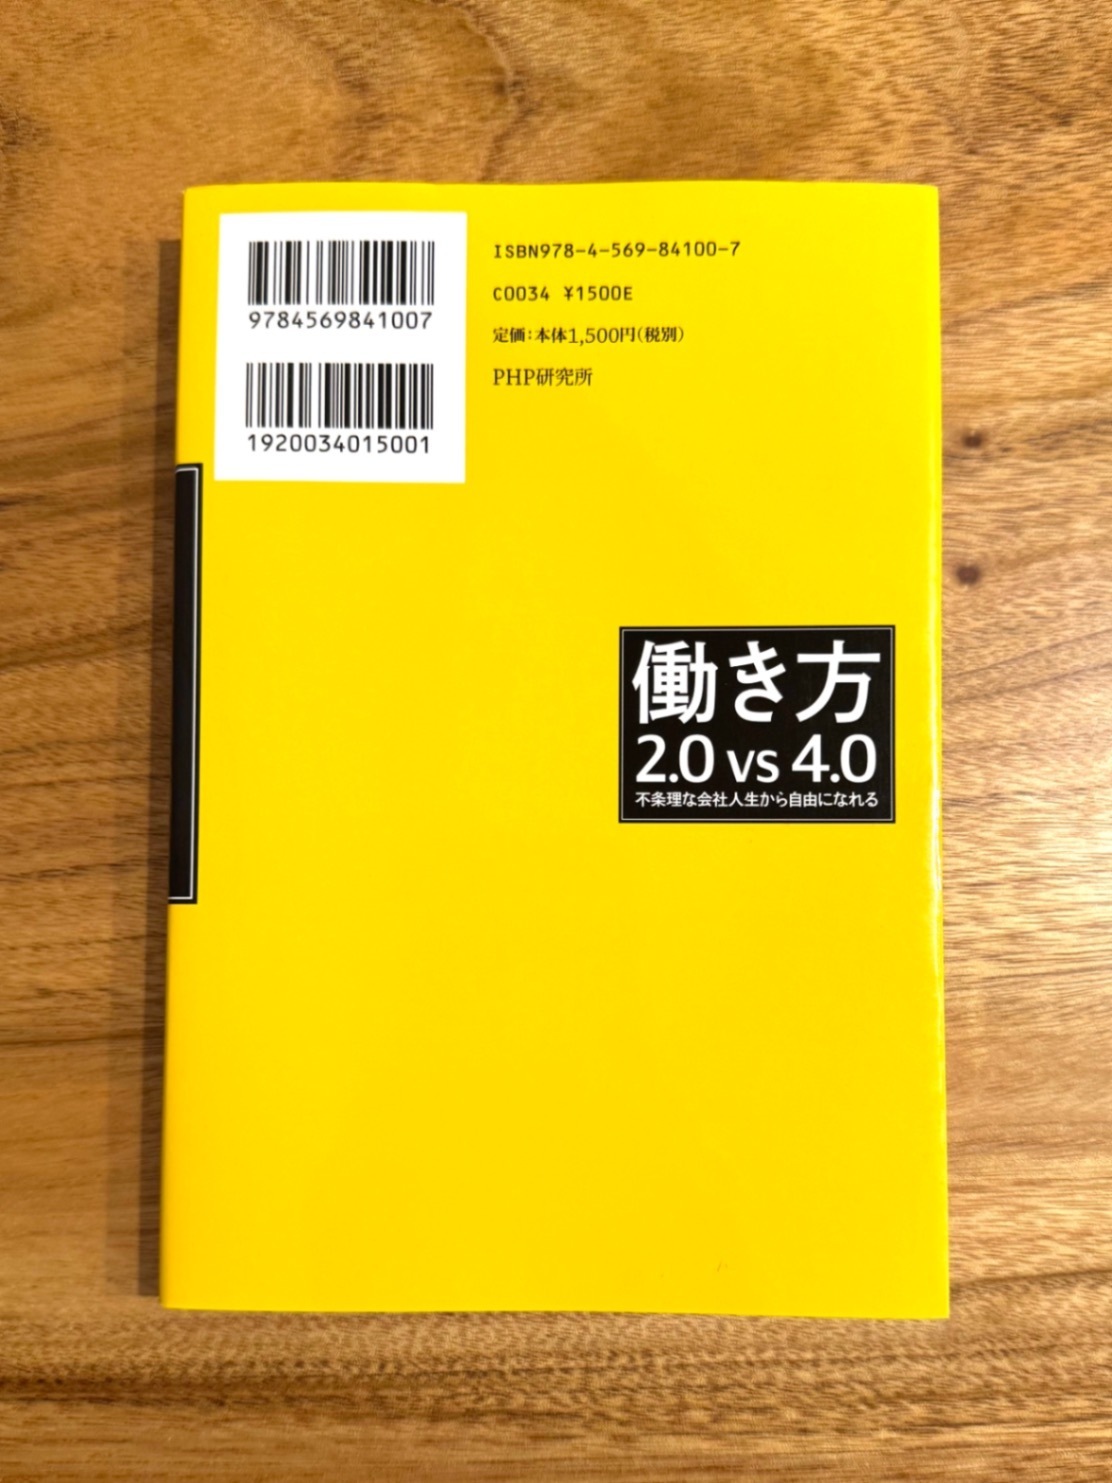 9784569841007
1920034015001
ISBN978-4-569-84100-7
C0034 ¥1500E
定価:本体1,500円(税別)
PHP研究所
働き方
2.0 vs 4.0
不条理な会社人生から自由になれる